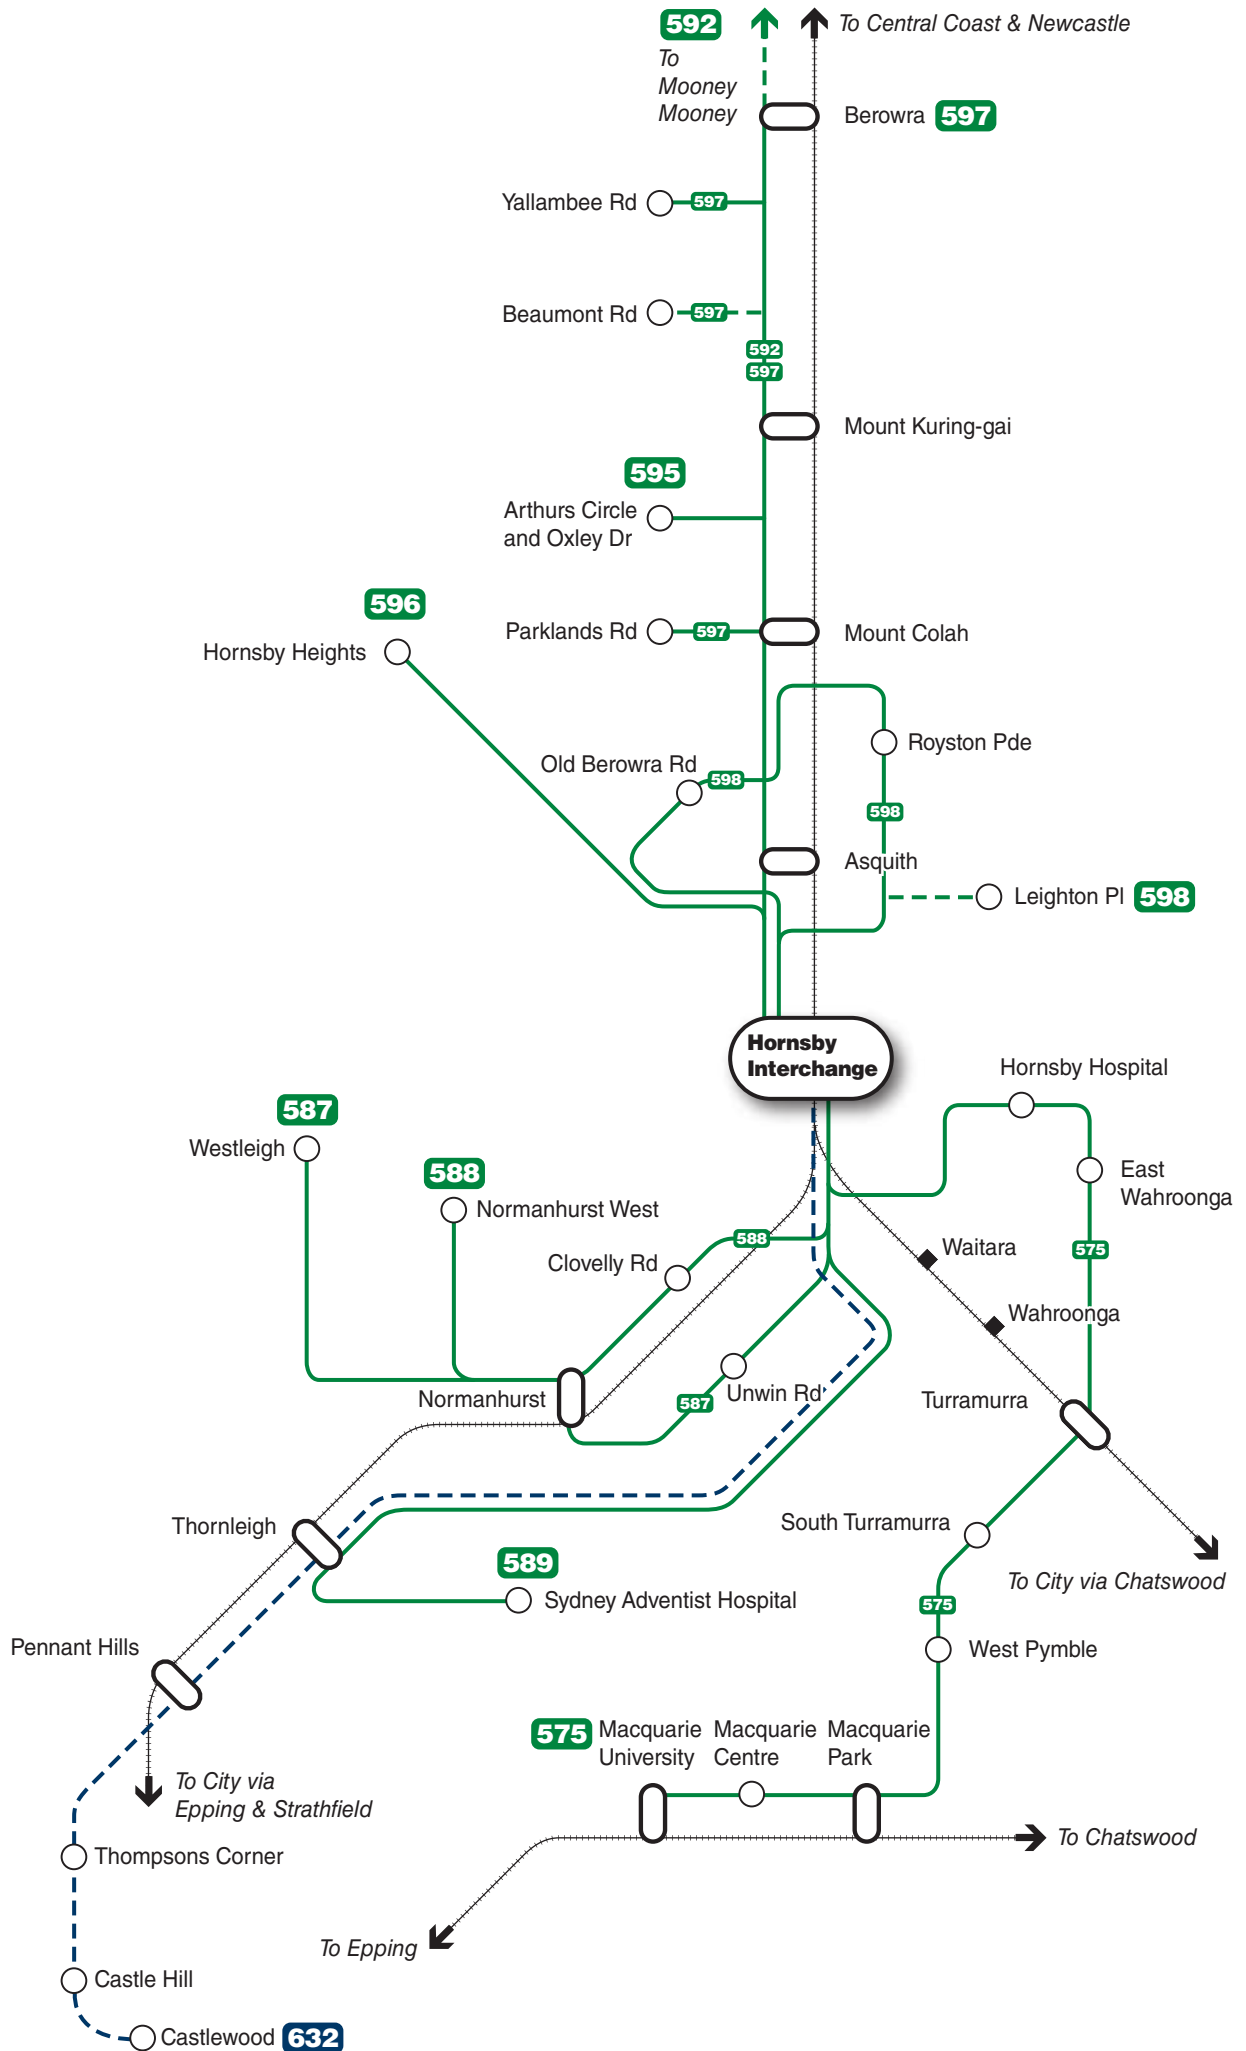 592
To Central Coast & Newcastle
To
Mooney
Mooney
Berowra 597
Yallambee Rd
597
Beaumont Rd
597
592
597
Mount Kuring-gai
595
Arthurs Circle
and Oxley Dr
596
Hornsby Heights
Parklands Rd
597
Mount Colah
Royston Pde
Old Berowra Rd
598
598
Asquith
Leighton Pl 598
Hornsby
Interchange
Hornsby Hospital
587
Westleigh
588
East
Wahroonga
Normanhurst West
588
575
Waitara
Clovelly Rd
Wahroonga
Normanhurst
587
Unwin Rd
Turramurra
Thornleigh
South Turramurra
589
Sydney Adventist Hospital
To City via Chatswood
575
Pennant Hills
West Pymble
575
Macquarie
University
Macquarie
Centre
Macquarie
Park
To City via
Epping & Strathfield
To Chatswood
Thompsons Corner
To Epping
Castle Hill
Castlewood 632